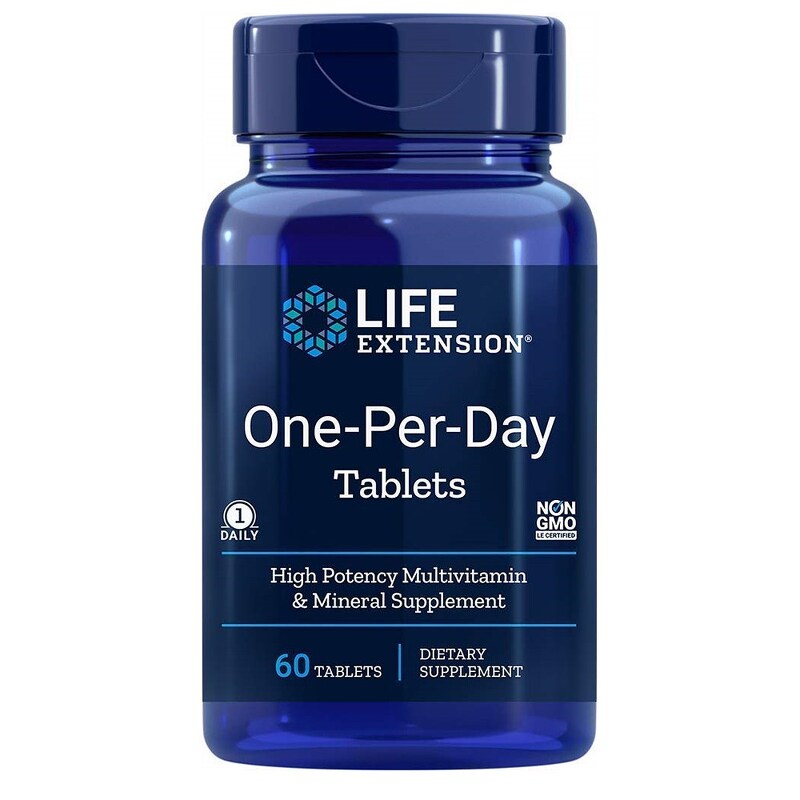 LIFE
EXTENSION®
One-Per-Day
Tablets
1
DAILY
NON
GMO
LE CERTIFIED
High Potency Multivitamin
& Mineral Supplement
60 TABLETS
DIETARY
SUPPLEMENT